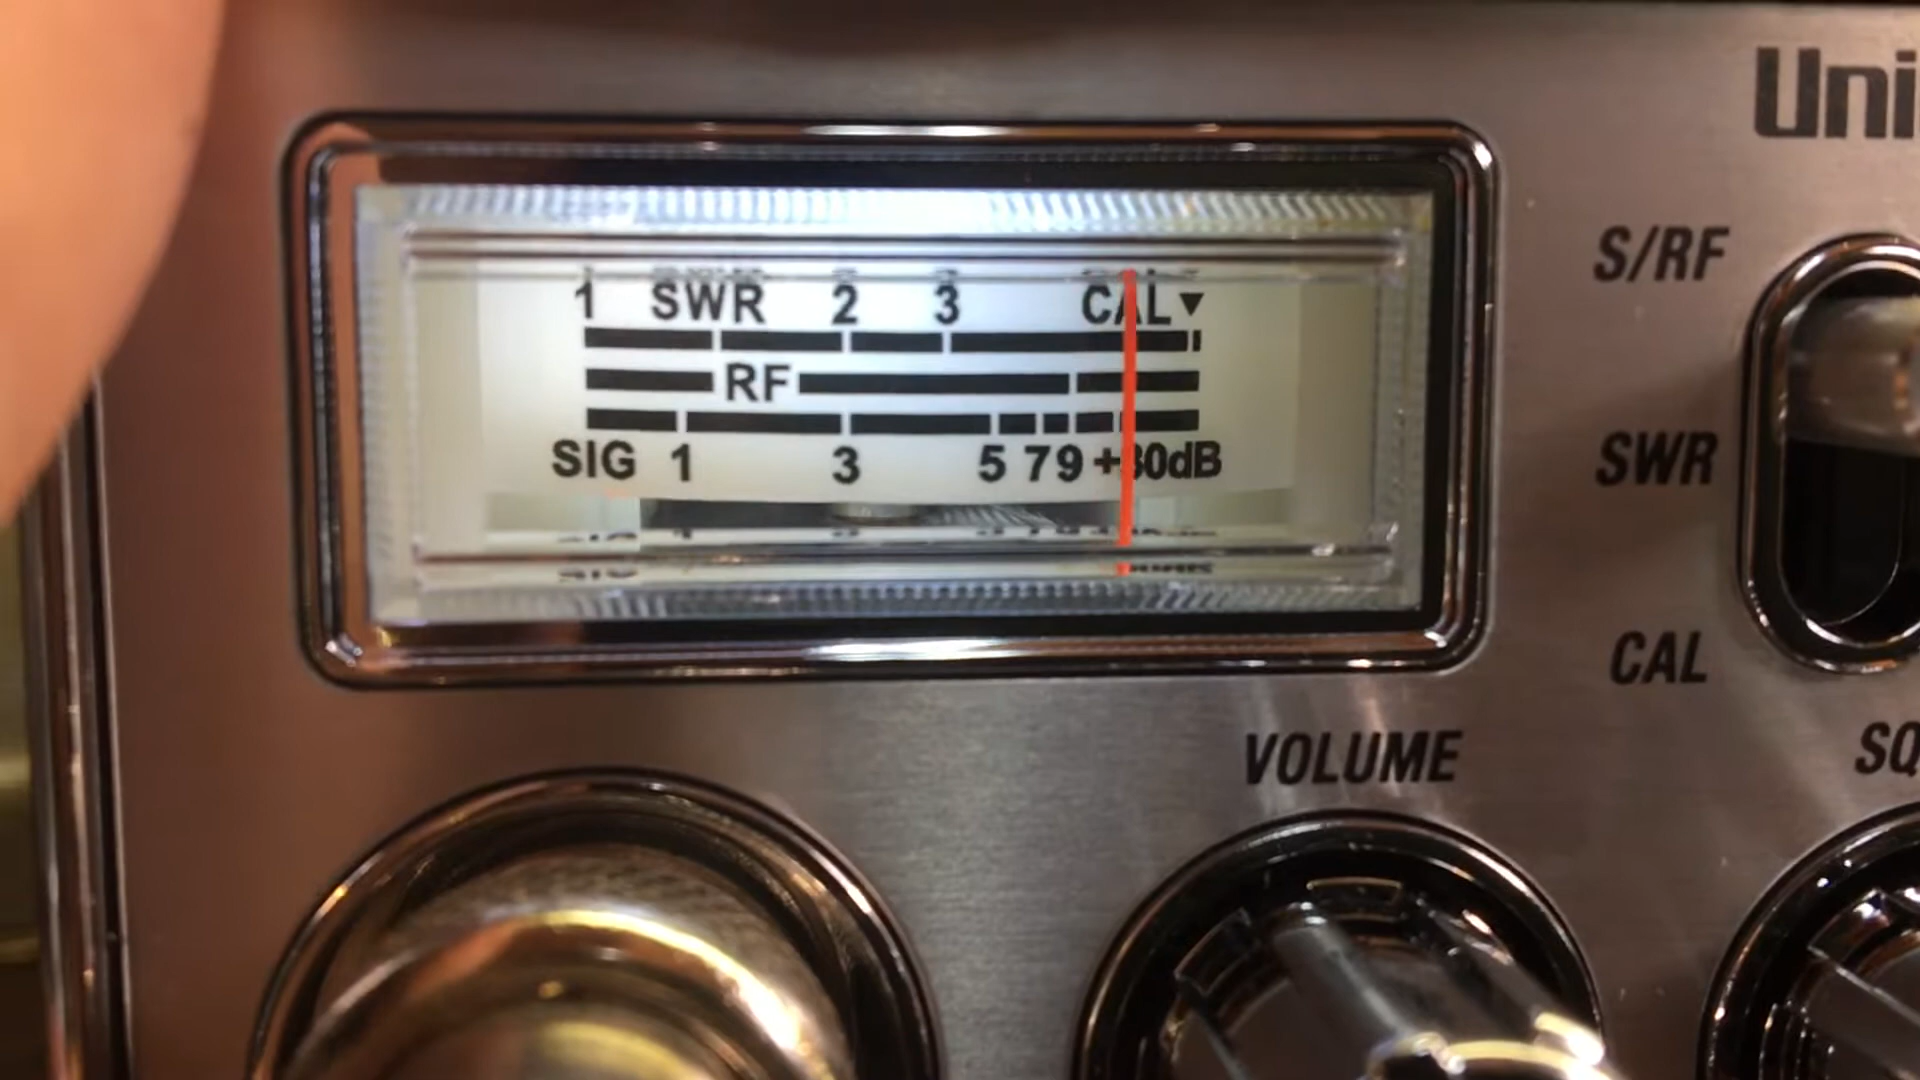 Uni
1 SWR 2 3 CAL▼
RF
SIG 1 3 5 7 9 +30dB
S/RF
SWR
CAL
VOLUME
SQ